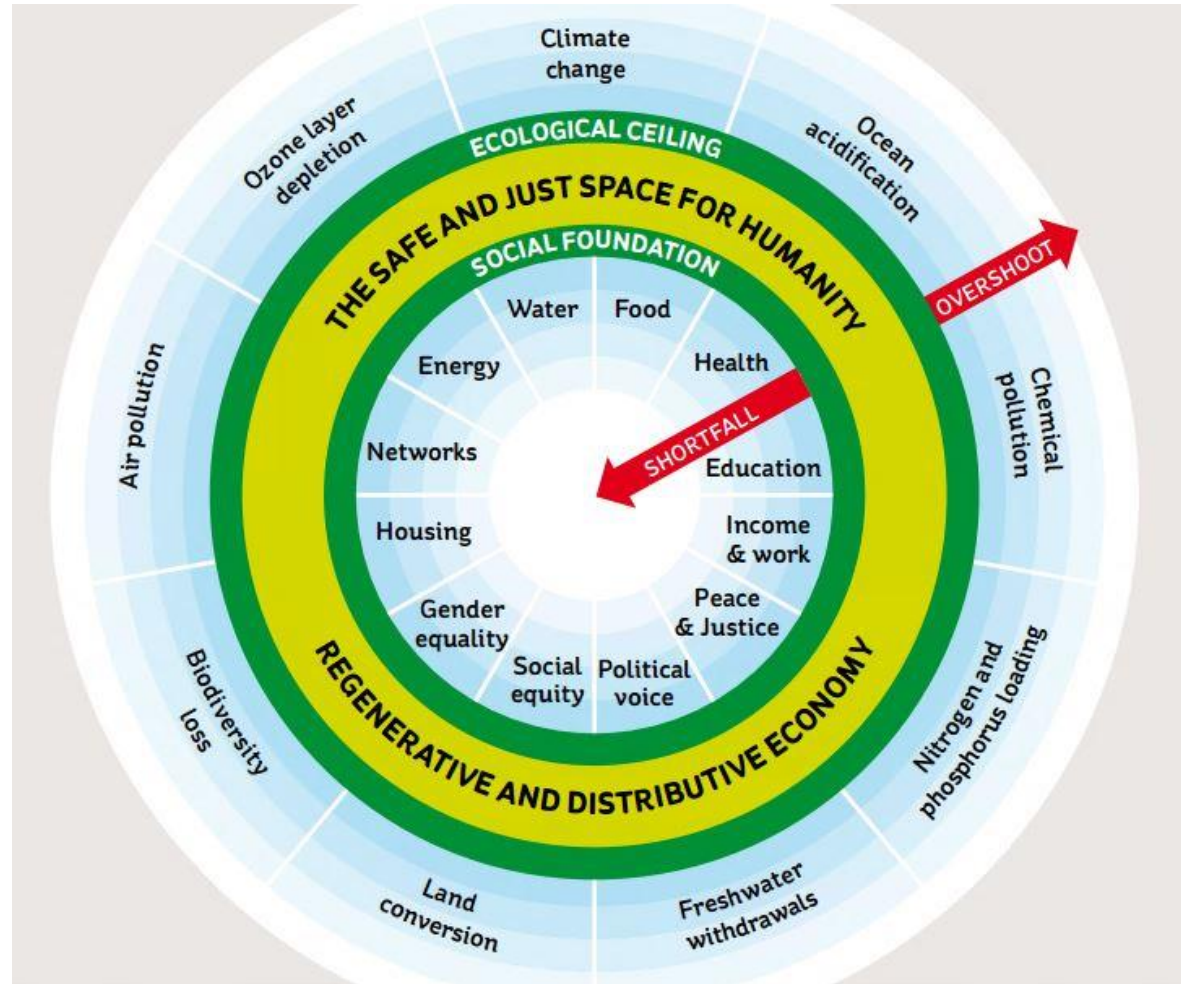 Climate
change
Ocean
acidification
Chemical
pollution
Nitrogen and
phosphorus loading
Freshwater
withdrawals
Land
conversion
Biodiversity
loss
Air pollution
Ozone layer
depletion
ECOLOGICAL CEILING
THE SAFE AND JUST SPACE FOR HUMANITY
SOCIAL FOUNDATION
OVERSHOOT
SHORTFALL
Water
Food
Health
Education
Income
& work
Peace
& Justice
Political
voice
Social
equity
Gender
equality
Housing
Networks
Energy
REGENERATIVE AND DISTRIBUTIVE ECONOMY